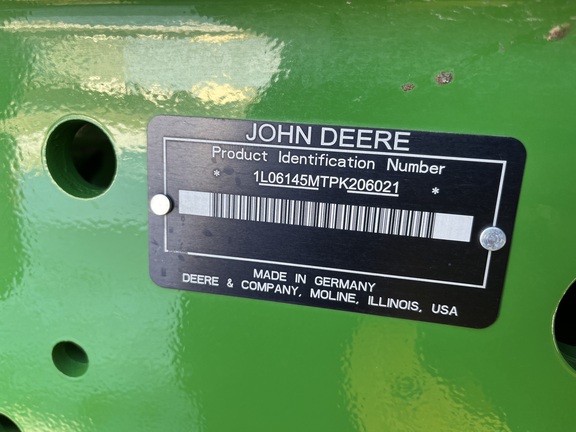 JOHN DEERE
Product Identification Number
* 1L06145MTPK206021 *
MADE IN GERMANY
DEERE & COMPANY, MOLINE, ILLINOIS, USA